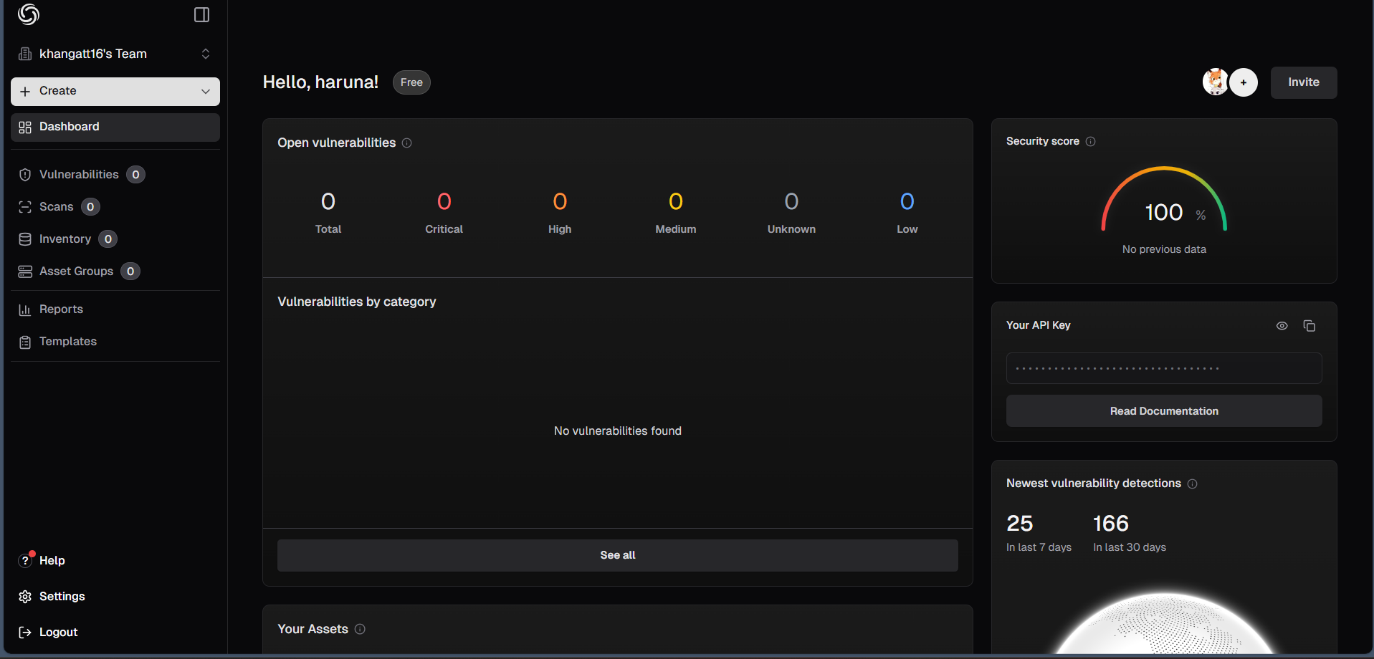 khangatt16's Team
Create
Dashboard
Vulnerabilities 0
Scans 0
Inventory 0
Asset Groups 0
Reports
Templates
Help
Settings
Logout
Hello, haruna! Free
+ Invite
Open vulnerabilities
0 0 0 0 0 0
Total Critical High Medium Unknown Low
Vulnerabilities by category
No vulnerabilities found
See all
Your Assets
Security score
100 %
No previous data
Your API Key
Read Documentation
Newest vulnerability detections
25 166
In last 7 days In last 30 days